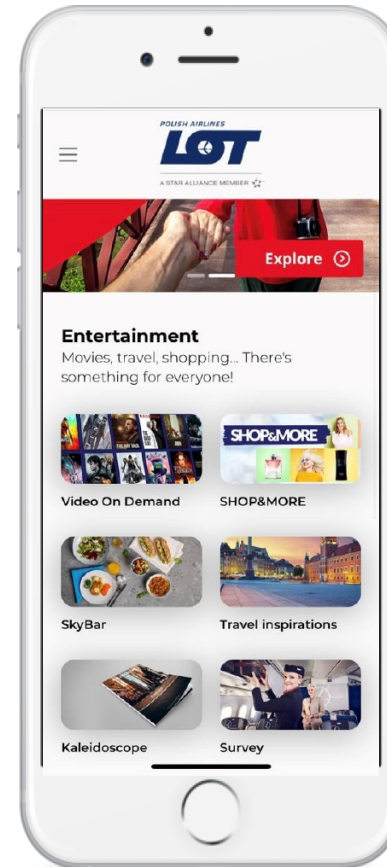 POLISH AIRLINES
LOT
A STAR ALLIANCE MEMBER
Explore
Entertainment
Movies, travel, shopping... There's
something for everyone!
SHOP&MORE
Video On Demand
SHOP&MORE
SkyBar
Travel inspirations
Kaleidoscope
Survey